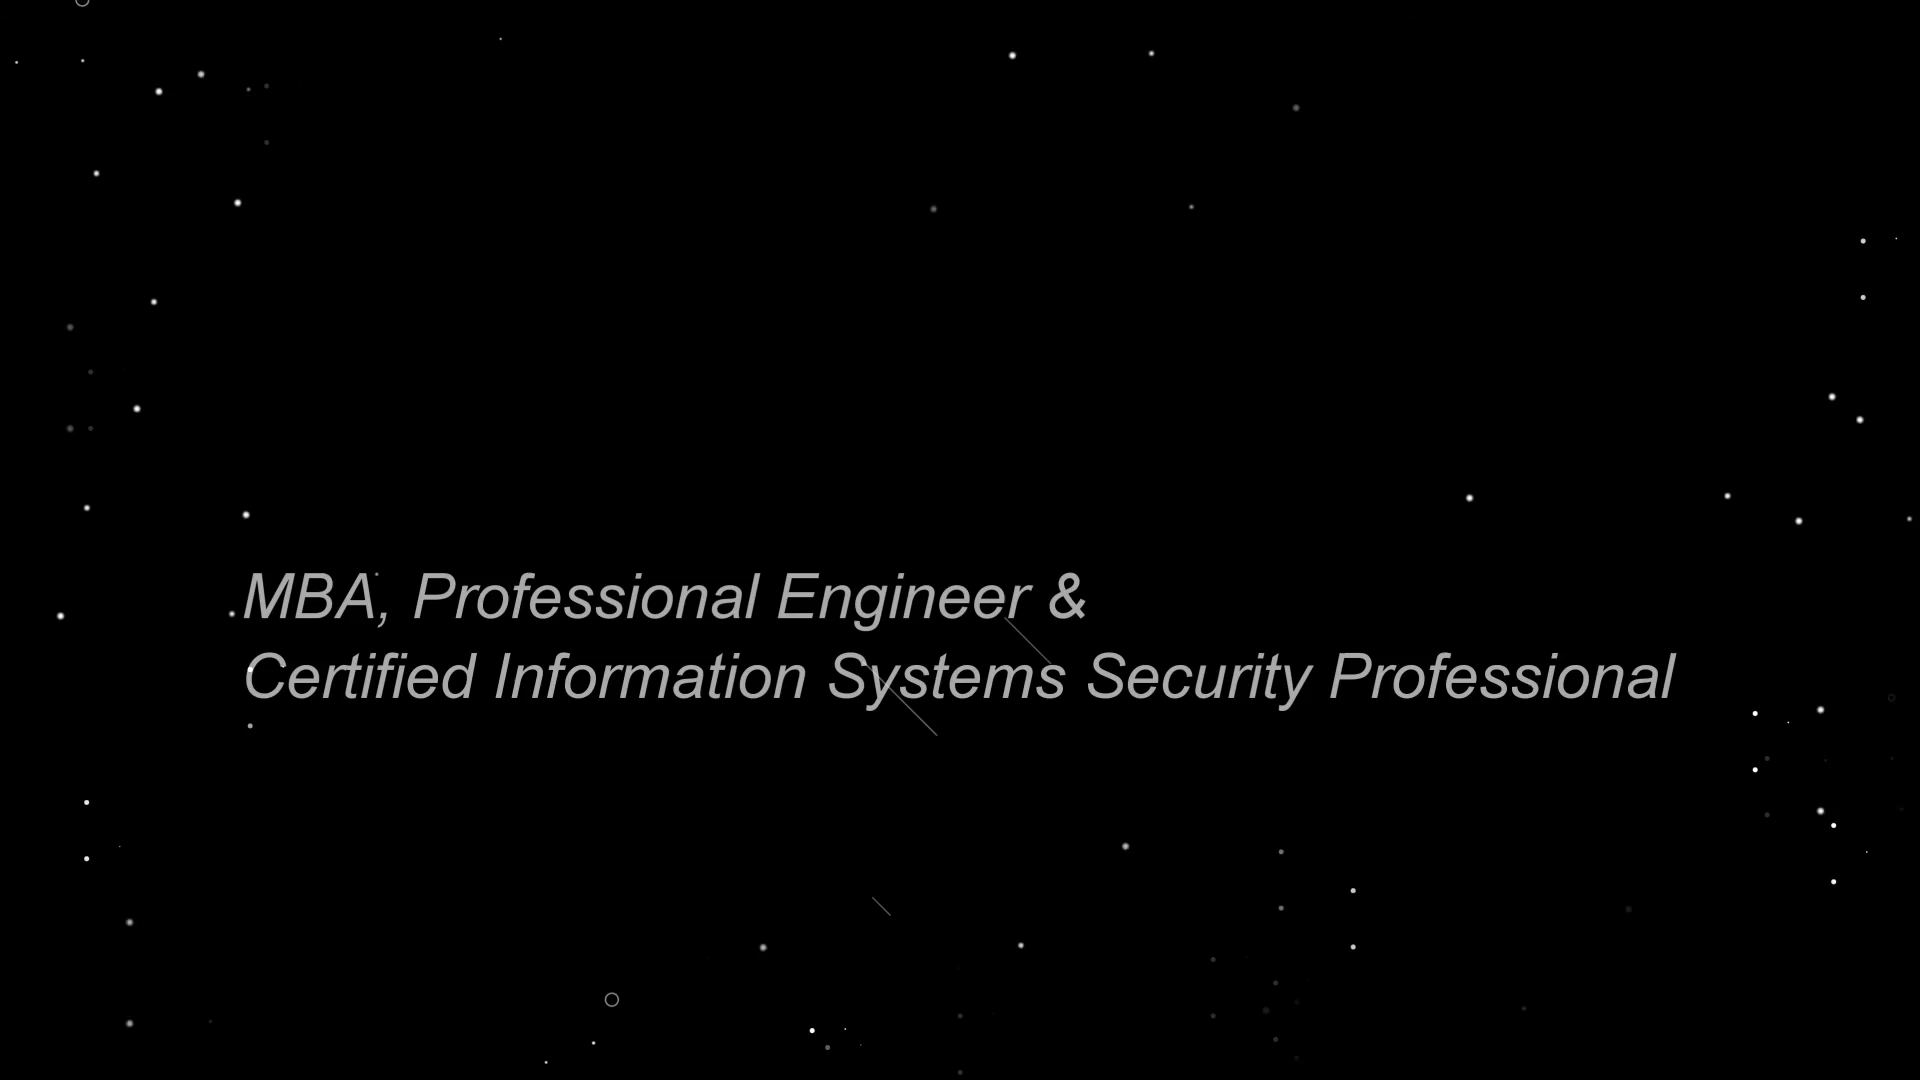 MBA, Professional Engineer &
Certified Information Systems Security Professional